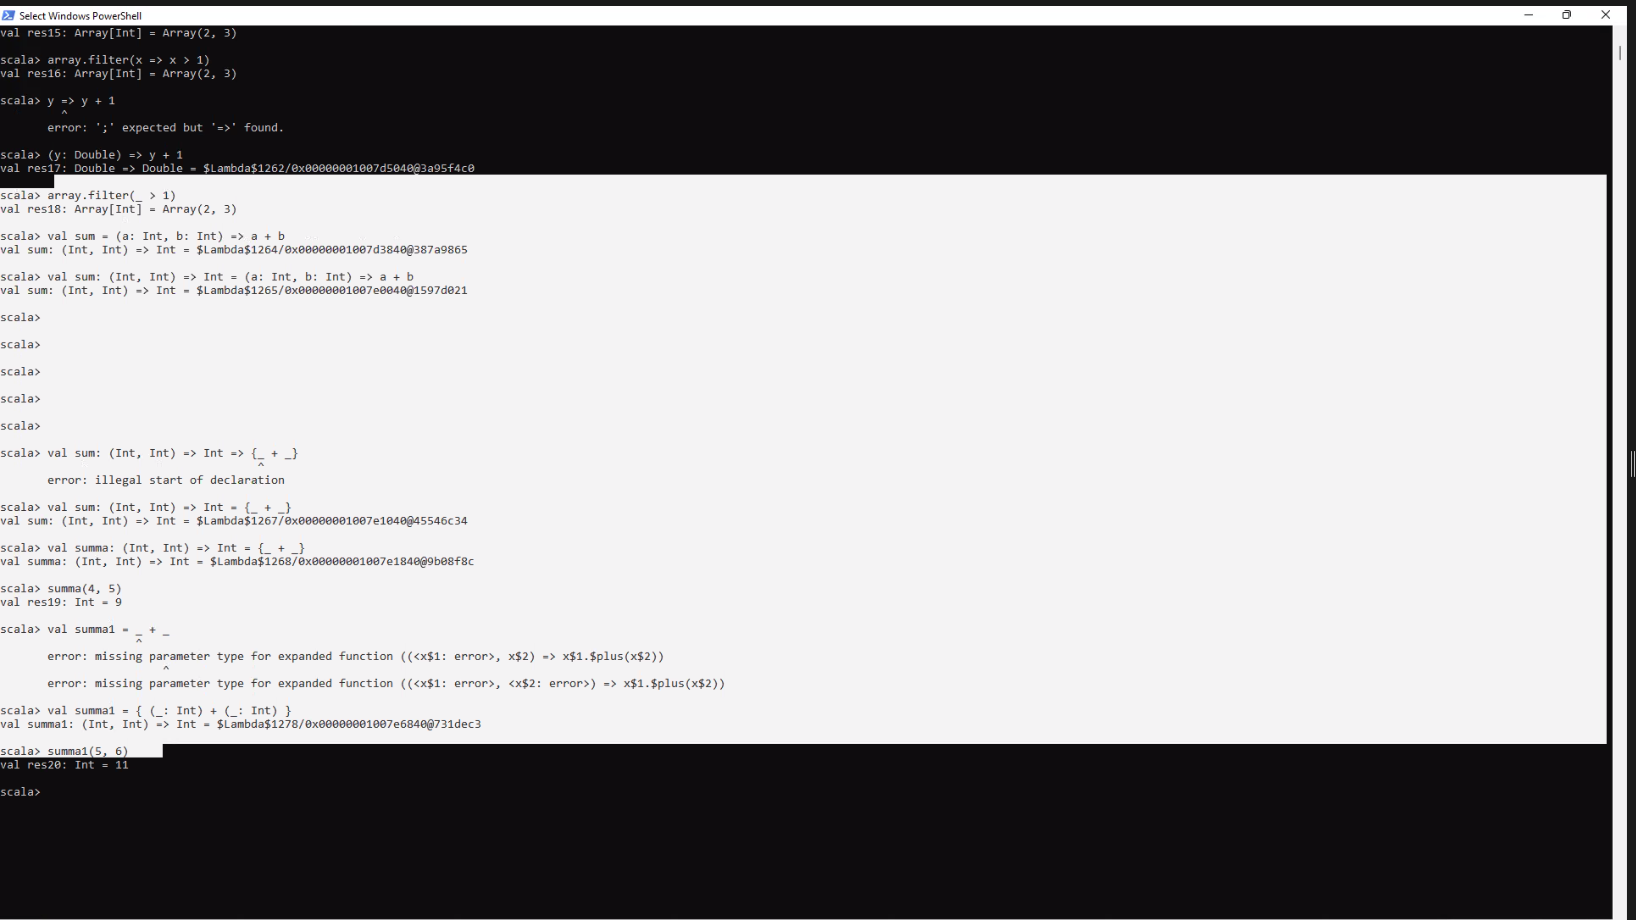 Select Windows PowerShell
val res15: Array[Int] = Array(2, 3)
scala> array.filter(x => x > 1)
val res16: Array[Int] = Array(2, 3)
scala> y => y + 1
^
error: ';' expected but '=>' found.
scala> (y: Double) => y + 1
val res17: Double => Double = $Lambda$1262/0x00000001007d5040@3a95f4c0
scala> array.filter(_ > 1)
val res18: Array[Int] = Array(2, 3)
scala> val sum = (a: Int, b: Int) => a + b
val sum: (Int, Int) => Int = $Lambda$1264/0x00000001007d3840@387a9865
scala> val sum: (Int, Int) => Int = (a: Int, b: Int) => a + b
val sum: (Int, Int) => Int = $Lambda$1265/0x00000001007e0040@1597d021
scala>
scala>
scala>
scala>
scala>
scala> val sum: (Int, Int) => Int => {_ + _}
^
error: illegal start of declaration
scala> val sum: (Int, Int) => Int = {_ + _}
val sum: (Int, Int) => Int = $Lambda$1267/0x00000001007e1040@45546c34
scala> val summa: (Int, Int) => Int = {_ + _}
val summa: (Int, Int) => Int = $Lambda$1268/0x00000001007e1840@9b08f8c
scala> summa(4, 5)
val res19: Int = 9
scala> val summa1 = _ + _
^
error: missing parameter type for expanded function ((<x$1: error>, x$2) => x$1.$plus(x$2))
^
error: missing parameter type for expanded function ((<x$1: error>, <x$2: error>) => x$1.$plus(x$2))
scala> val summa1 = { (_: Int) + (_: Int) }
val summa1: (Int, Int) => Int = $Lambda$1278/0x00000001007e6840@731dec3
scala> summa1(5, 6)
val res20: Int = 11
scala>